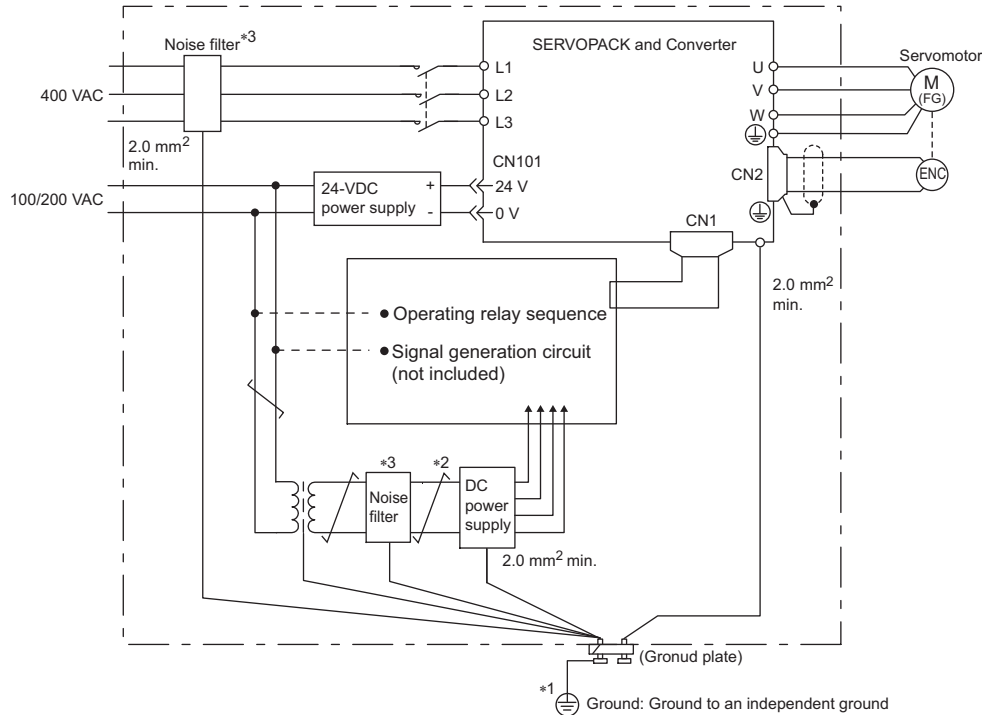 Noise filter*3
SERVOPACK and Converter
Servomotor
400 VAC
L1
L2
L3
U
V
W
M
(FG)
2.0 mm2
min.
CN101
24 V
0 V
100/200 VAC
24-VDC
power supply
+
-
CN2
ENC
CN1
2.0 mm2
min.
● Operating relay sequence
● Signal generation circuit
(not included)
*3
Noise
filter
*2
DC
power
supply
2.0 mm2 min.
(Gronud plate)
*1
Ground: Ground to an independent ground